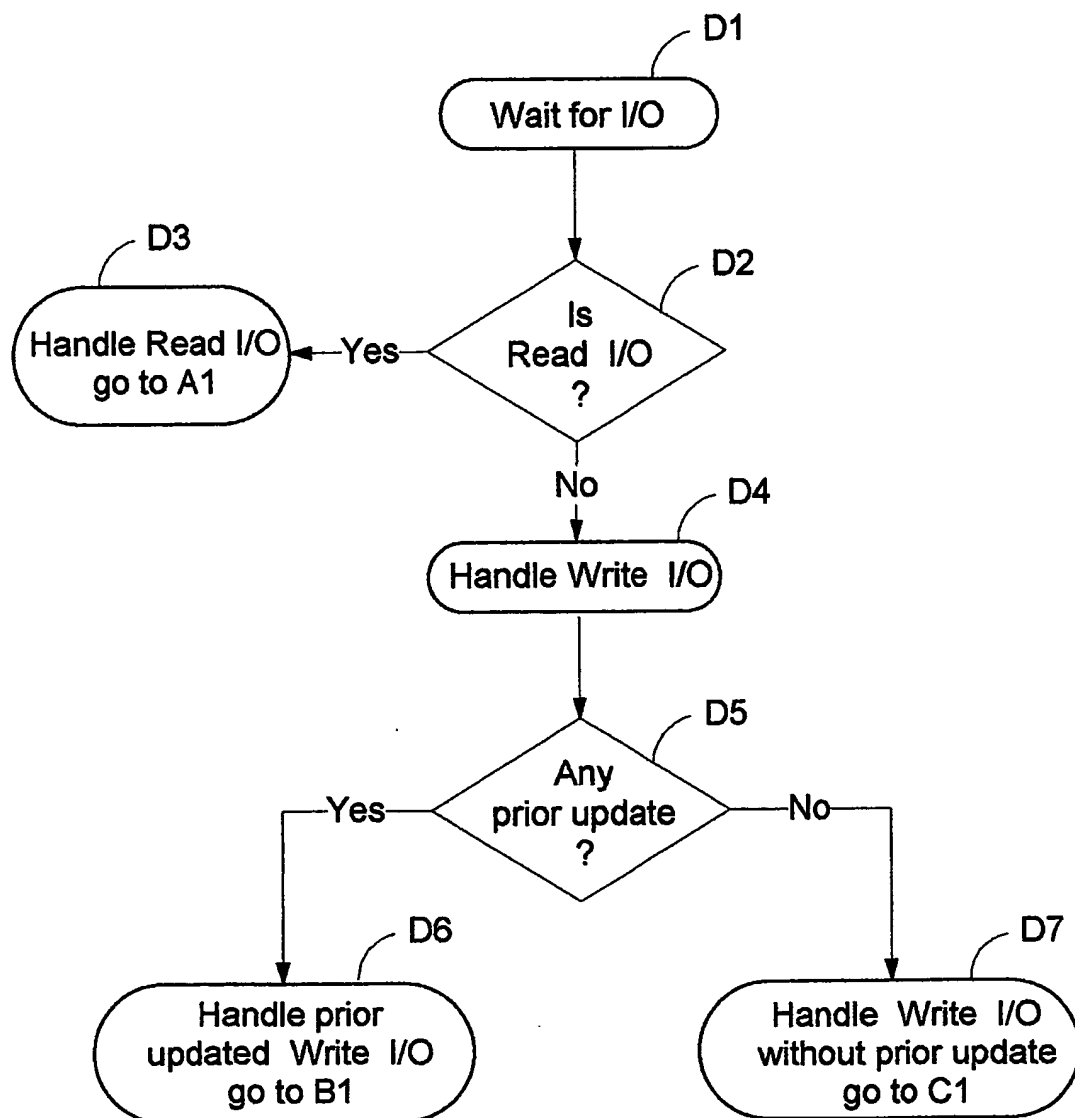 D1
Wait for I/O
D3
D2
Handle Read I/O
go to A1
Yes
Is
Read I/O
?
No
D4
Handle Write I/O
D5
Any
prior update
?
Yes
No
D6
D7
Handle prior
updated Write I/O
go to B1
Handle Write I/O
without prior update
go to C1